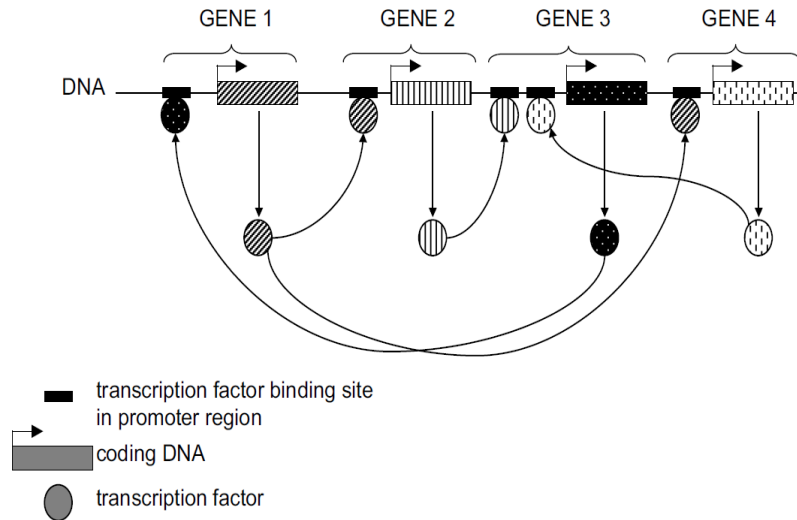 GENE 1
GENE 2
GENE 3
GENE 4
DNA
transcription factor binding site
in promoter region
coding DNA
transcription factor